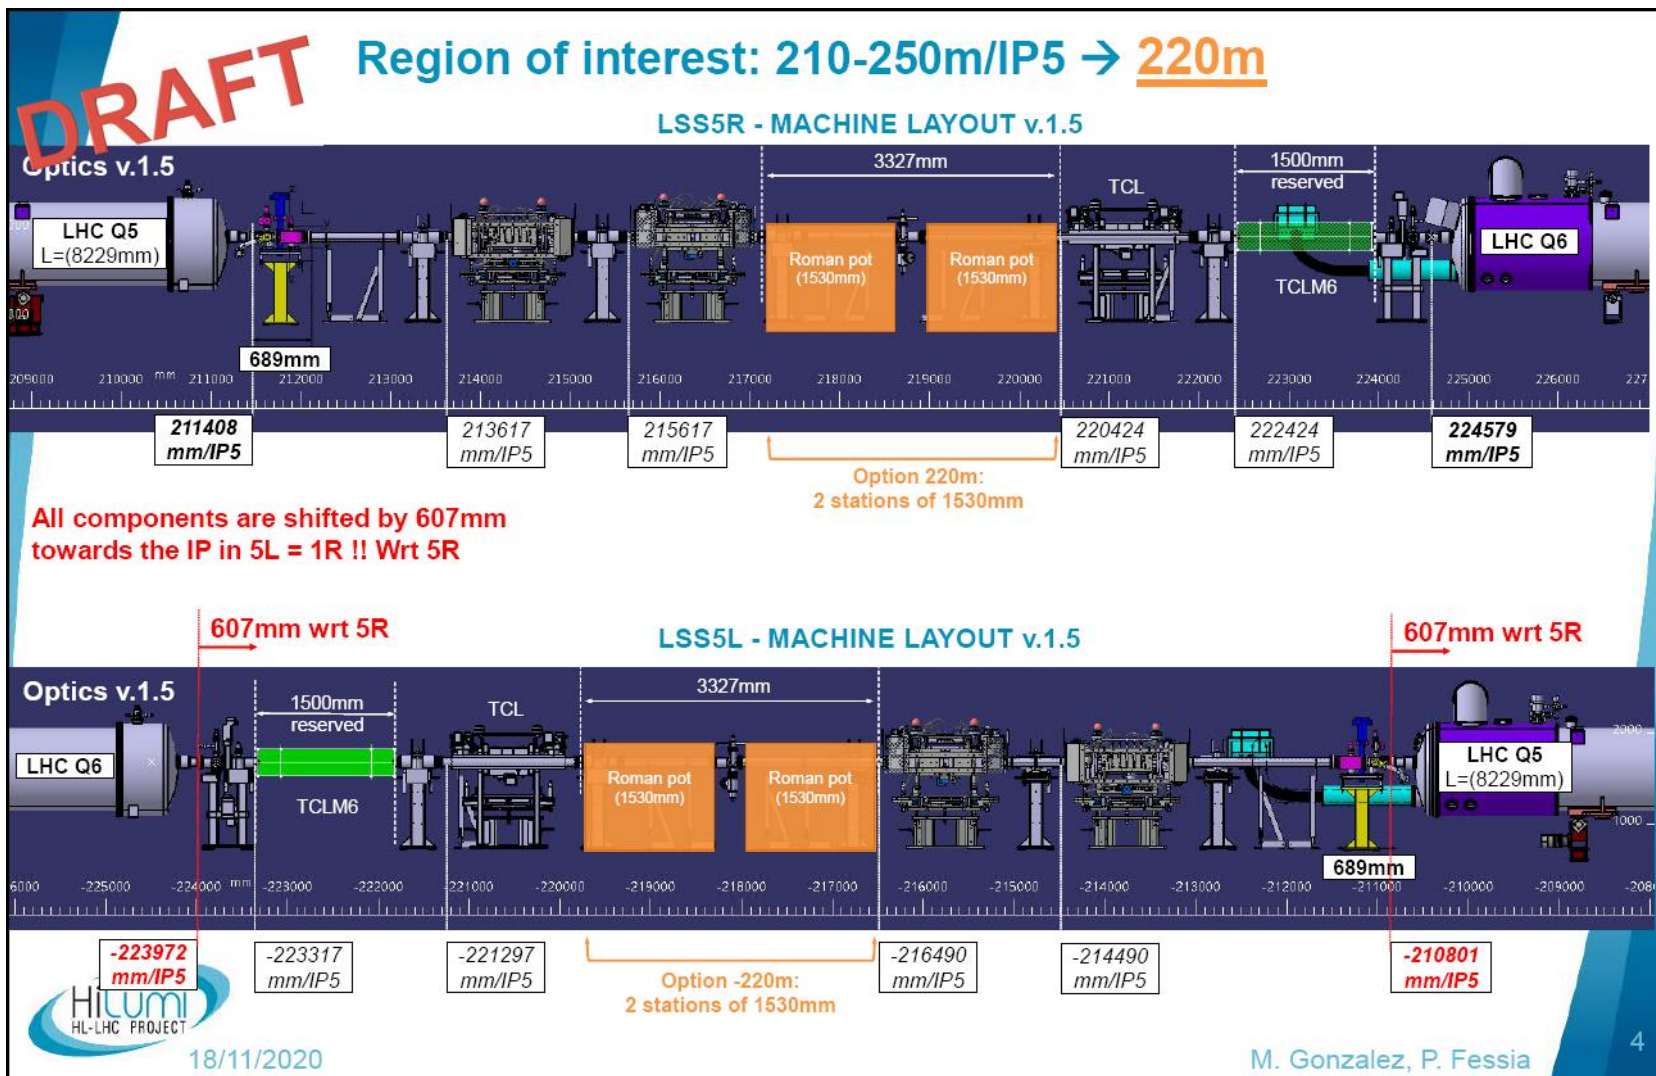 DRAFT
Region of interest: 210-250m/IP5 → 220m
LSS5R - MACHINE LAYOUT v.1.5
Optics v.1.5
3327mm
1500mm
reserved
TCL
LHC Q5
L=(8229mm)
Roman pot
(1530mm)
Roman pot
(1530mm)
TCLM6
LHC Q6
689mm
209000 210000 mm 211000 212000 213000 214000 215000 216000 217000 218000 219000 220000 221000 222000 223000 224000 225000 226000 227
211408
mm/IP5
213617
mm/IP5
215617
mm/IP5
220424
mm/IP5
222424
mm/IP5
224579
mm/IP5
Option 220m:
2 stations of 1530mm
All components are shifted by 607mm
towards the IP in 5L = 1R !! Wrt 5R
607mm wrt 5R
LSS5L - MACHINE LAYOUT v.1.5
607mm wrt 5R
Optics v.1.5
1500mm
reserved
TCL
3327mm
LHC Q6
TCLM6
Roman pot
(1530mm)
Roman pot
(1530mm)
LHC Q5
L=(8229mm)
2000
1000
689mm
6000 -225000 -224000 mm -223000 -222000 -221000 -220000 -219000 -218000 -217000 -216000 -215000 -214000 -213000 -212000 -211000 -210000 -209000 -208
-223972
mm/IP5
-223317
mm/IP5
-221297
mm/IP5
-216490
mm/IP5
-214490
mm/IP5
-210801
mm/IP5
Option -220m:
2 stations of 1530mm
HiLUMI
HL-LHC PROJECT
18/11/2020
M. Gonzalez, P. Fessia
4